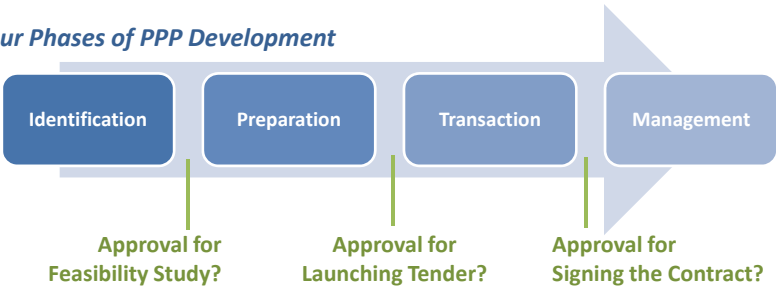 ur Phases of PPP Development
Identification
Preparation
Transaction
Management
Approval for
Feasibility Study?
Approval for
Launching Tender?
Approval for
Signing the Contract?